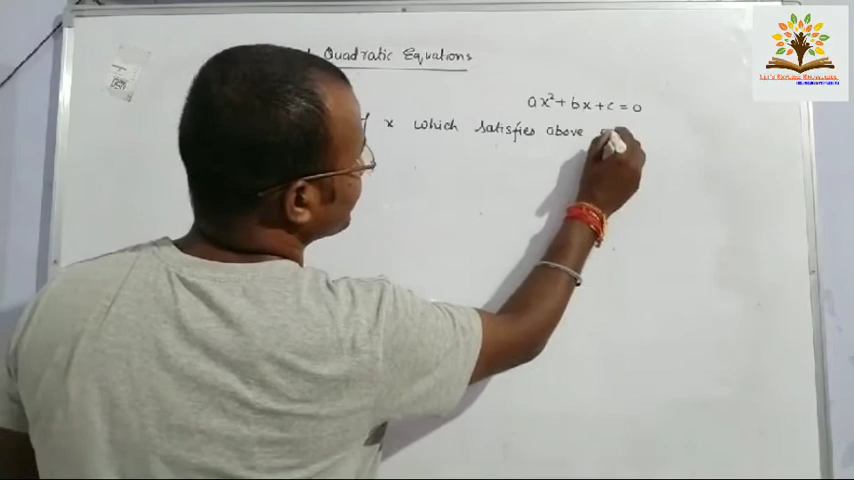 Quadratic Equations
ax² + bx + c = 0
x which satisfies above